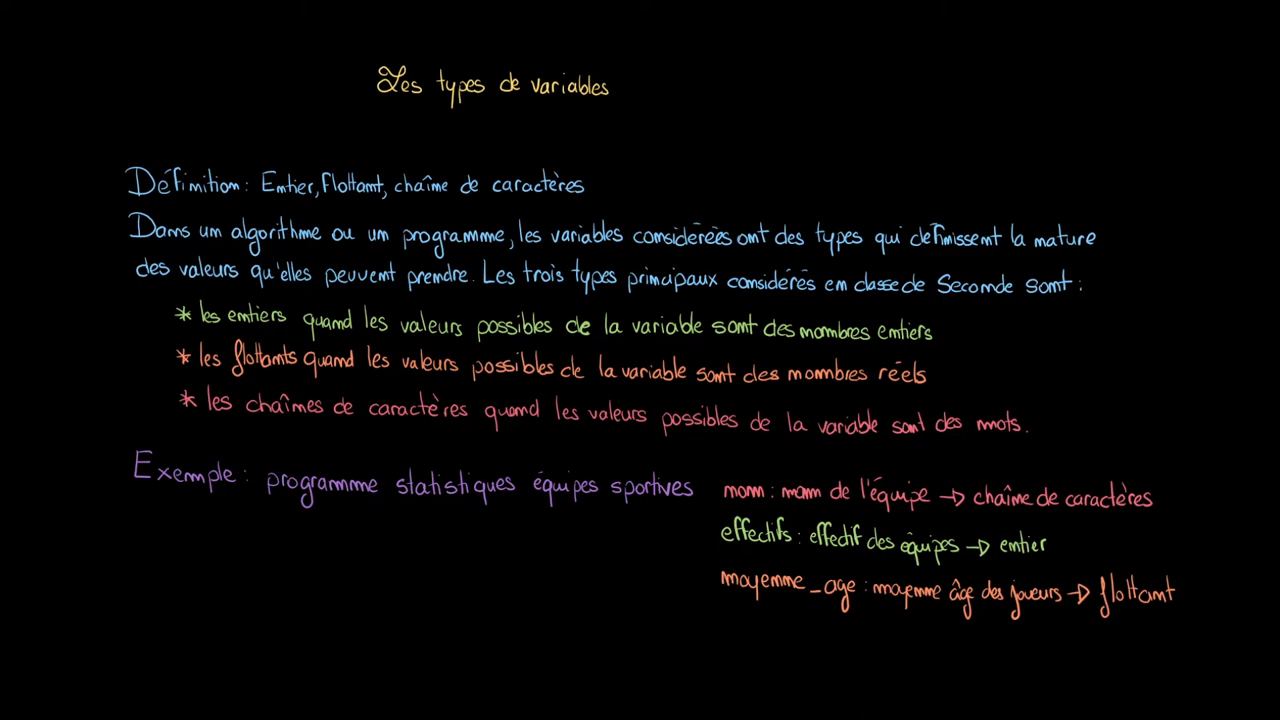 Les types de variables
Définition : Entier, flottant, chaîne de caractères
Dans un algorithme ou un programme, les variables considérées ont des types qui définissent la nature
des valeurs qu'elles peuvent prendre. Les trois types principaux considérés en classe de Seconde sont :
* les entiers quand les valeurs possibles de la variable sont des nombres entiers
* les flottants quand les valeurs possibles de la variable sont des nombres réels
* les chaînes de caractères quand les valeurs possibles de la variable sont des mots.
Exemple : programme statistiques équipes sportives
nom : nom de l'équipe → chaîne de caractères
effectifs : effectif des équipes → entier
moyenne_age : moyenne âge des joueurs → flottant